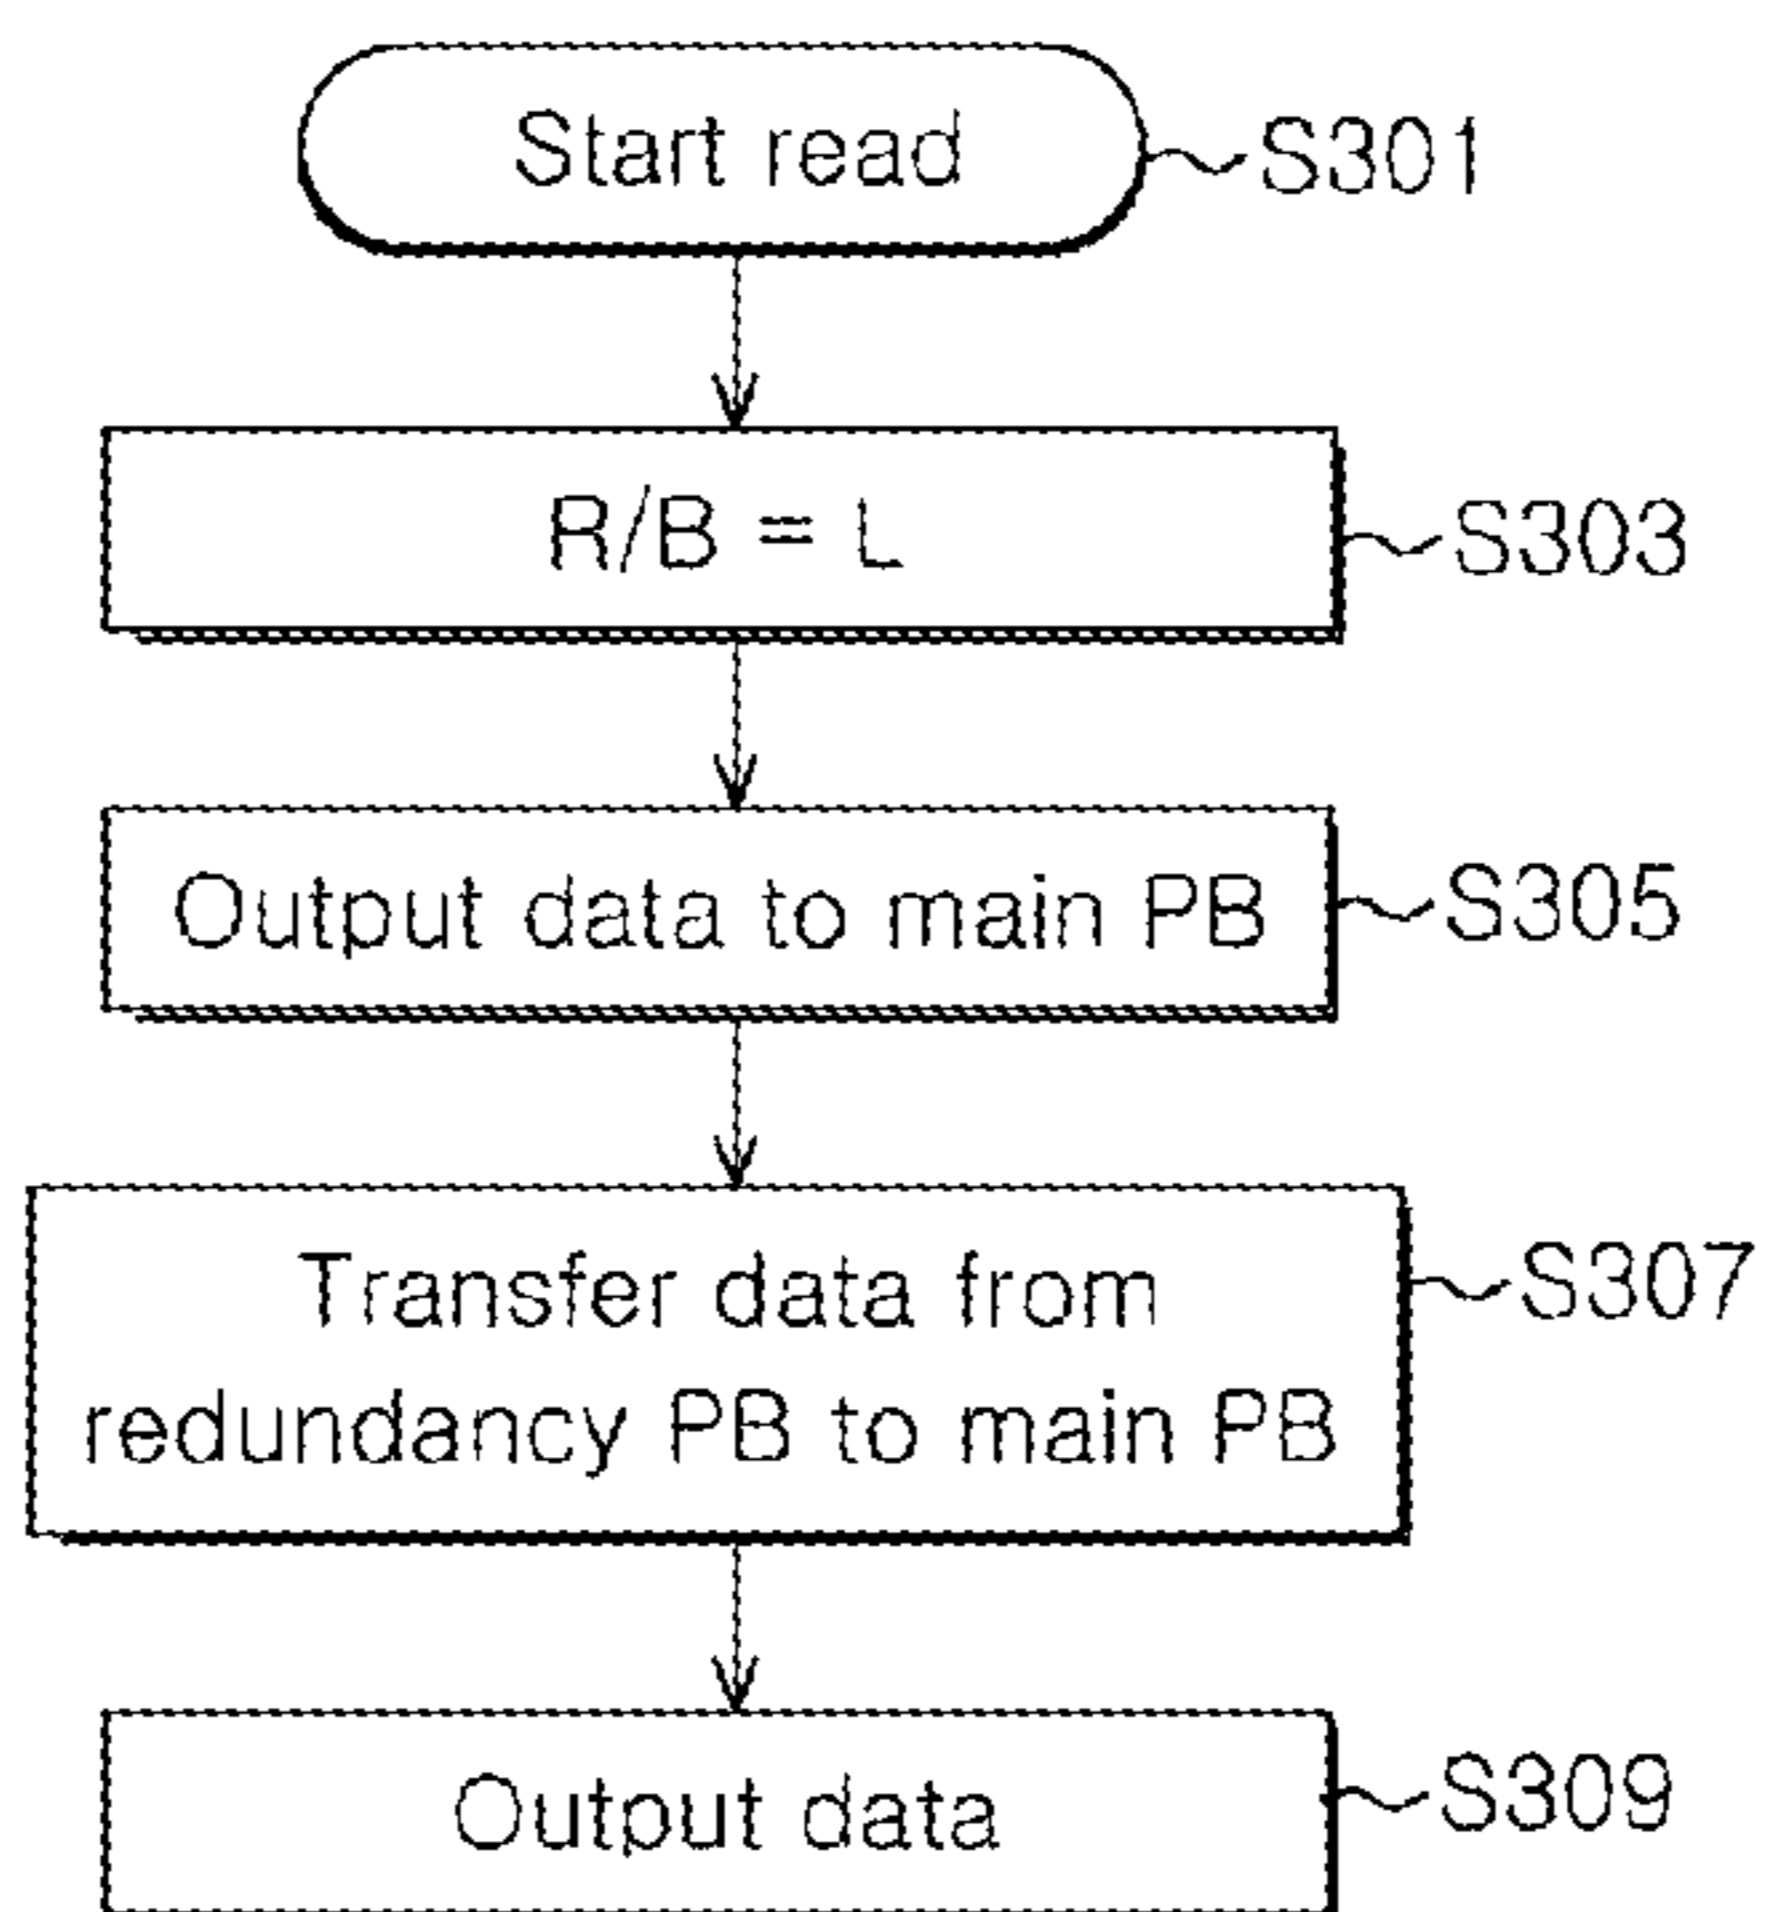 Start read
S301
R/B = L
S303
Output data to main PB
S305
Transfer data from
redundancy PB to main PB
S307
Output data
S309